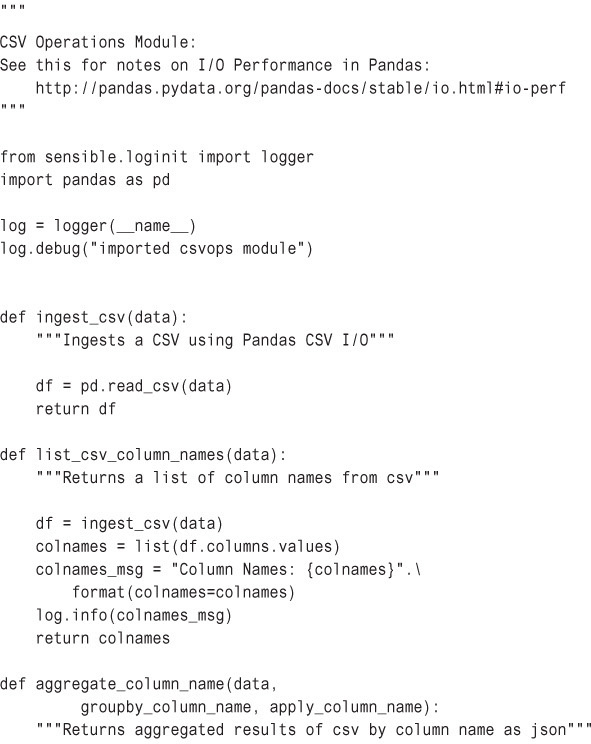 """
CSV Operations Module:
See this for notes on I/O Performance in Pandas:
    http://pandas.pydata.org/pandas-docs/stable/io.html#io-perf
"""

from sensible.loginit import logger
import pandas as pd

log = logger(__name__)
log.debug("imported csvops module")


def ingest_csv(data):
    """Ingests a CSV using Pandas CSV I/O"""

    df = pd.read_csv(data)
    return df

def list_csv_column_names(data):
    """Returns a list of column names from csv"""

    df = ingest_csv(data)
    colnames = list(df.columns.values)
    colnames_msg = "Column Names: {colnames}".\
        format(colnames=colnames)
    log.info(colnames_msg)
    return colnames

def aggregate_column_name(data,
         groupby_column_name, apply_column_name):
    """Returns aggregated results of csv by column name as json"""